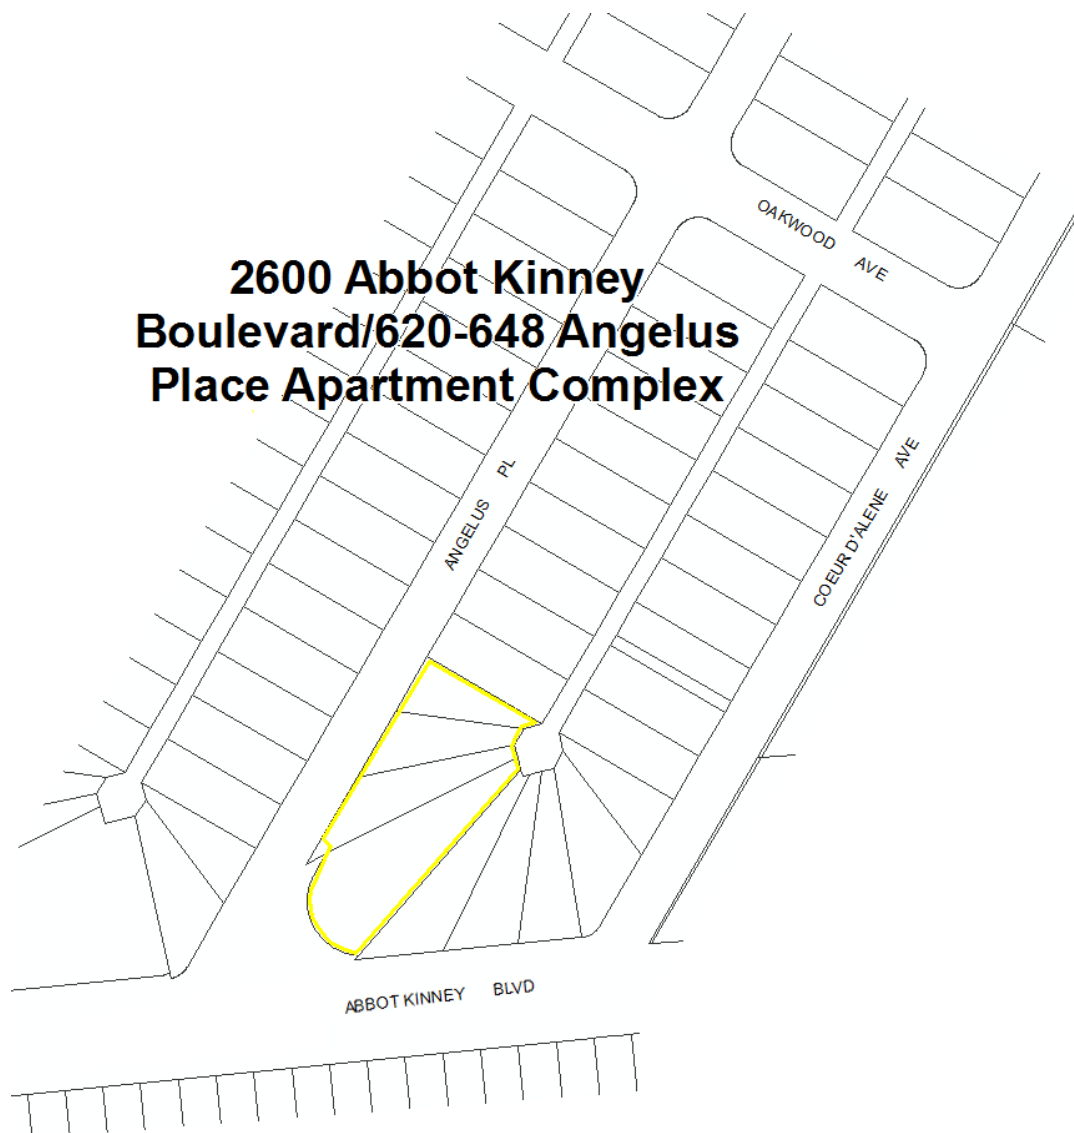 OAKWOOD AVE
2600 Abbot Kinney
Boulevard/620-648 Angelus
Place Apartment Complex
ANGELUS PL
COEUR D'ALENE AVE
ABBOT KINNEY BLVD